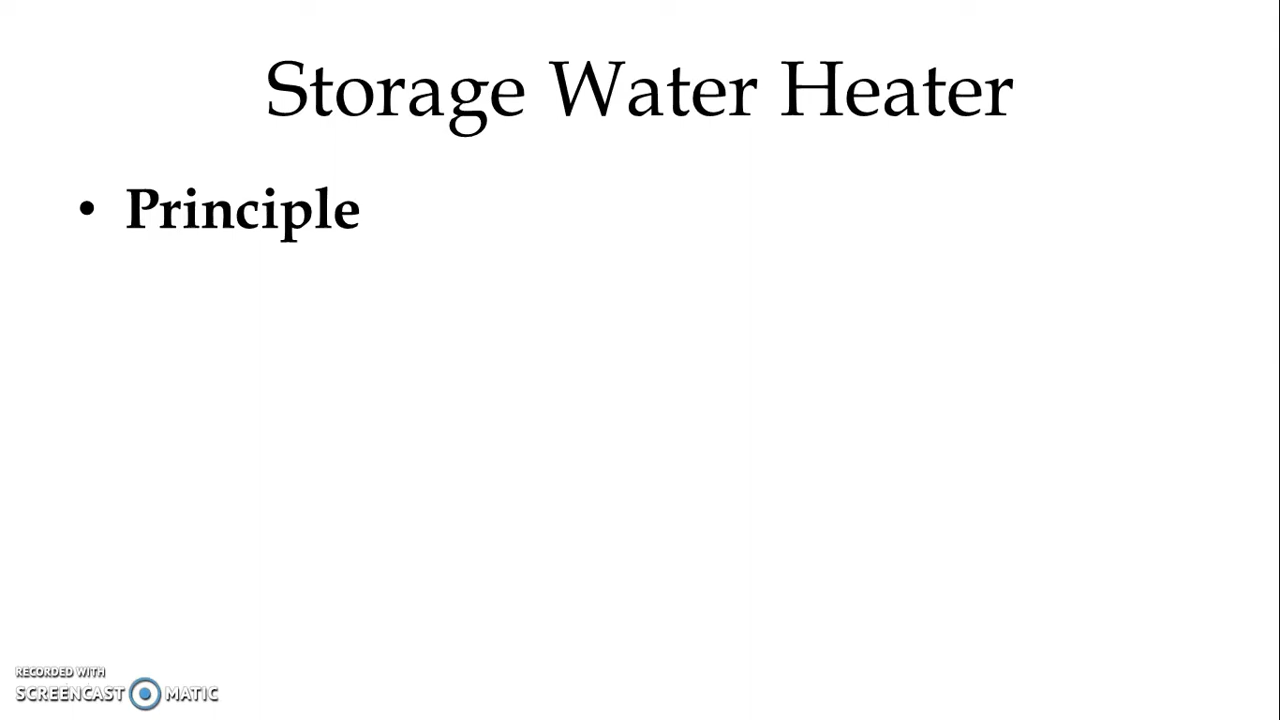 Storage Water Heater
• Principle
RECORDED WITH
SCREENCAST MATIC